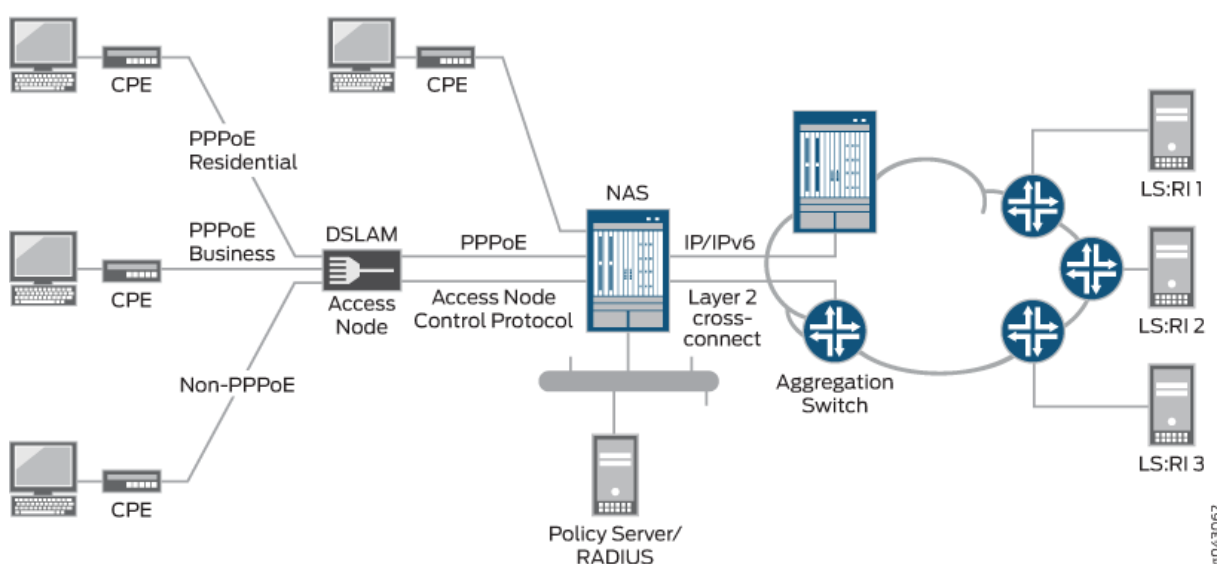 CPE
CPE
PPPoE
Residential
NAS
LS:RI 1
PPPoE
Business
DSLAM
PPPoE
IP/IPv6
CPE
Access
Node
Access Node
Control Protocol
Layer 2
cross-
connect
LS:RI 2
Non-PPPoE
Aggregation
Switch
CPE
LS:RI 3
Policy Server/
RADIUS
g043062